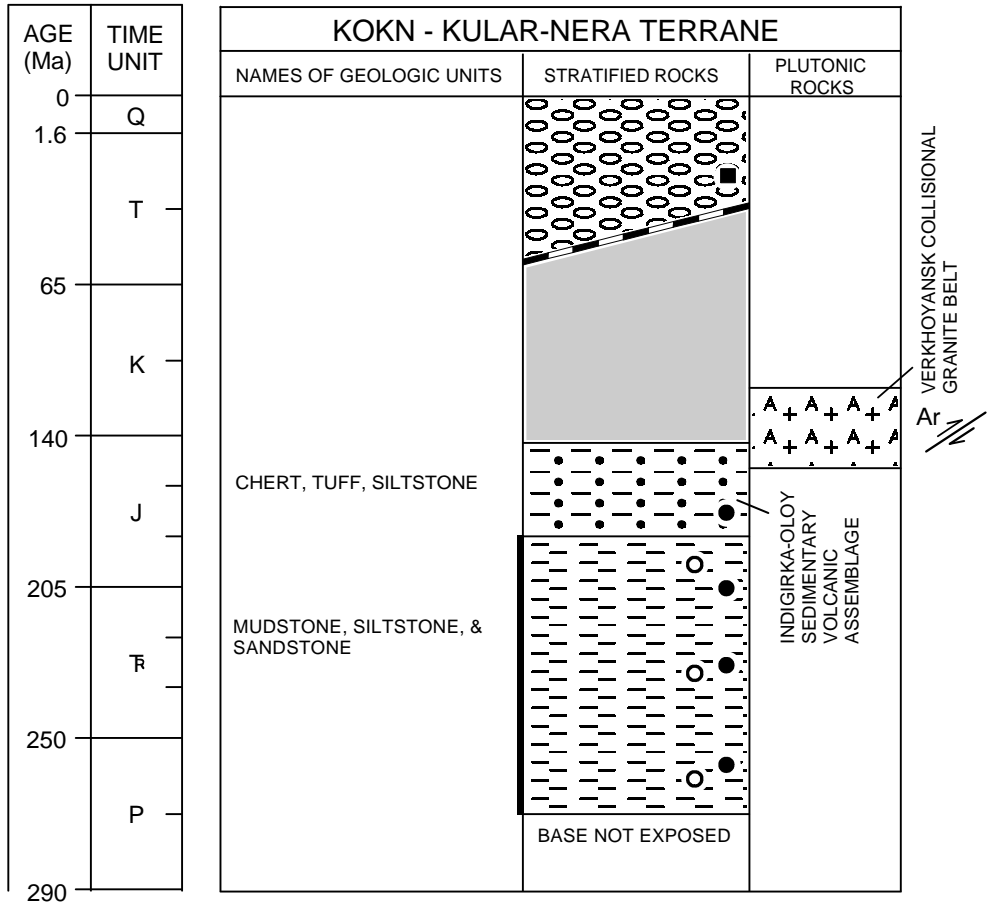 AGE
(Ma)
TIME
UNIT
KOKN - KULAR-NERA TERRANE
NAMES OF GEOLOGIC UNITS
STRATIFIED ROCKS
PLUTONIC
ROCKS
0
Q
1.6
T
65
K
140
J
205
TR
250
P
290
CHERT, TUFF, SILTSTONE
MUDSTONE, SILTSTONE, &
SANDSTONE
BASE NOT EXPOSED
A A A A
A A A A
VERKHOYANSK COLLISIONAL
GRANITE BELT
Ar
INDIGIRKA-OLOY
SEDIMENTARY
VOLCANIC
ASSEMBLAGE